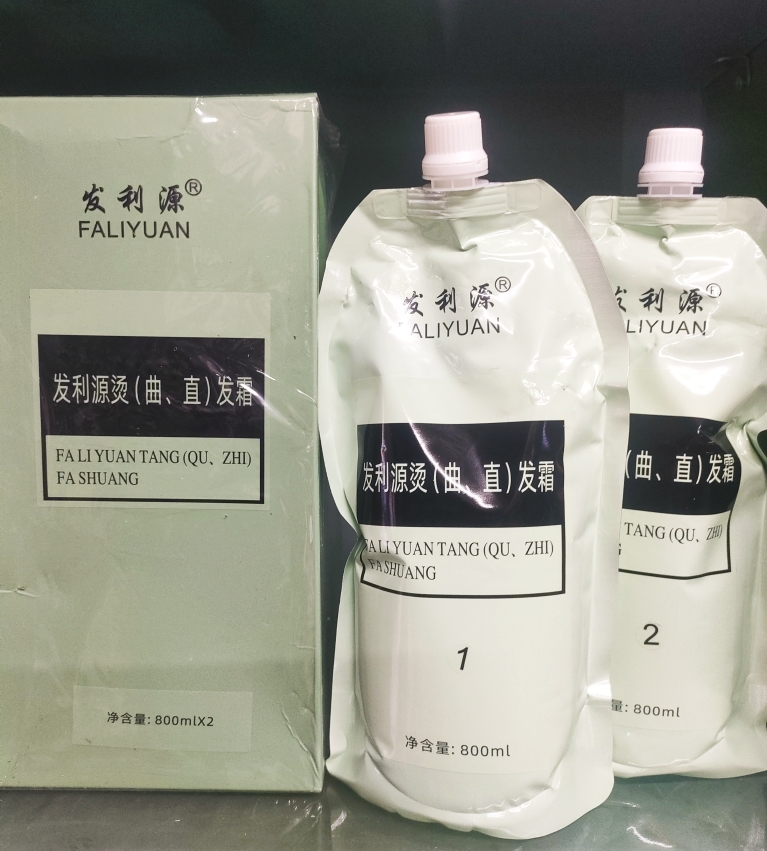 发利源®
FALIYUAN
发利源烫(曲、直)发霜
FA LI YUAN TANG (QU、ZHI)
FA SHUANG
净含量: 800mlX2
发利源®
ALIYUAN
发利源烫(曲、直)发霜
FA LI YUAN TANG (QU、ZHI)
FA SHUANG
1
净含量: 800ml
利源
LIYUAN
(曲、直)发霜
TANG (QU、ZHI)
2
量: 800ml